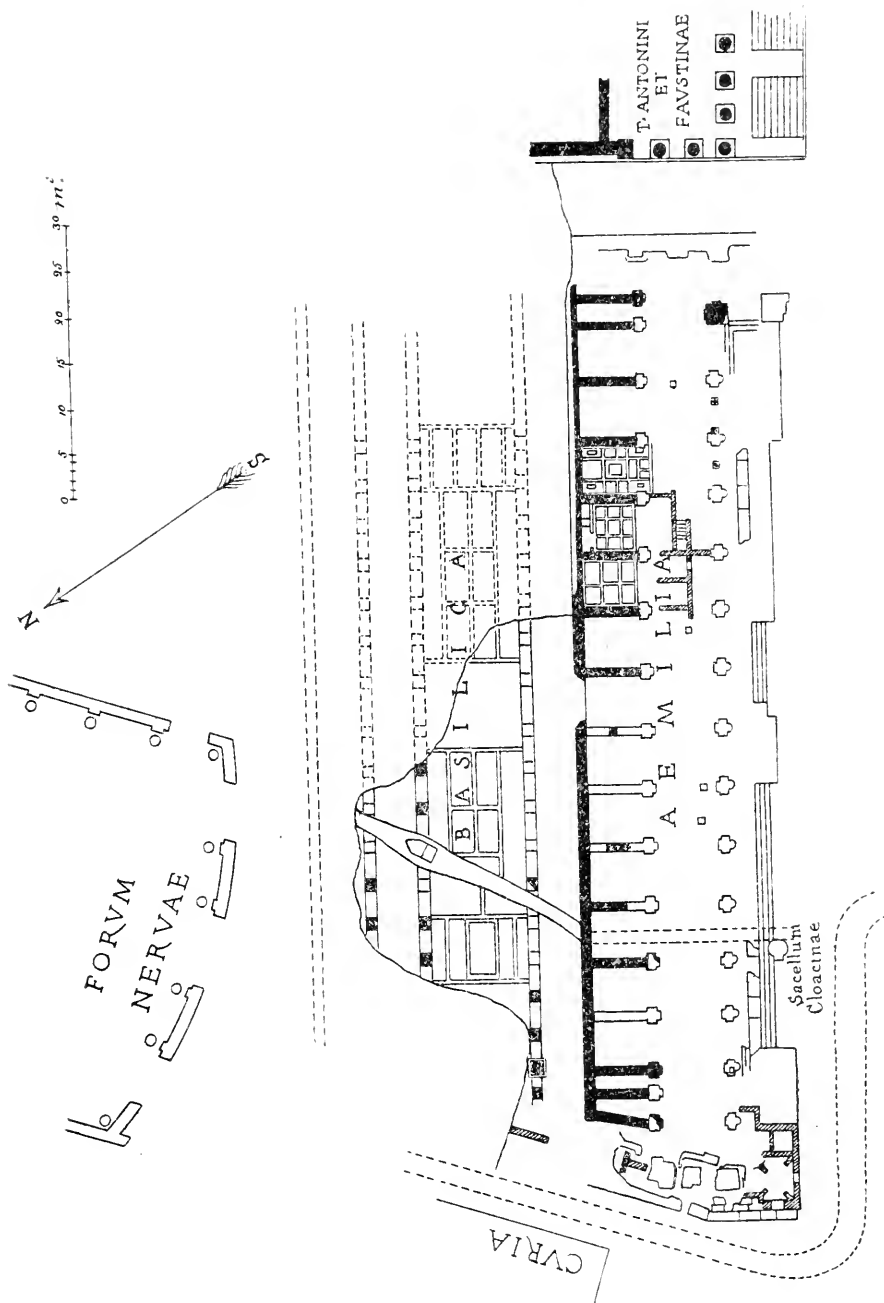 T. ANTONINI
ET
FAVSTINAE
0 5 10 15 20 25 30 m.
N
S
FORVM
NERVAE
BASILICA
AEMILIA
Sacellum
Cloacinae
CVRIA